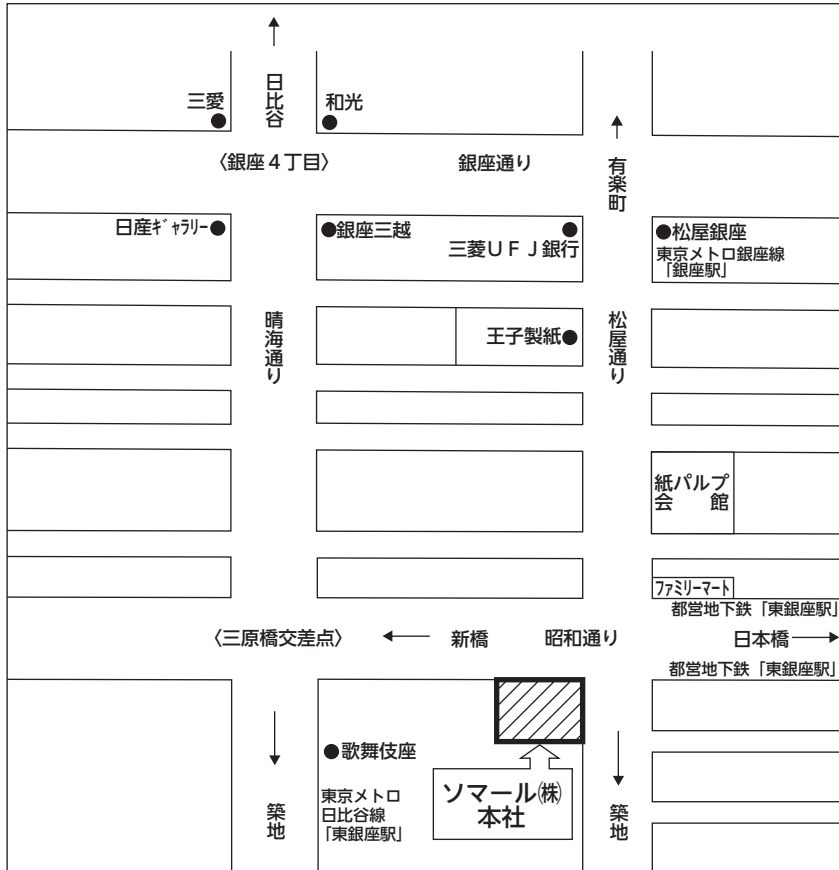 日比谷
三愛
和光
〈銀座４丁目〉
銀座通り
有楽町
日産ギャラリー
銀座三越
三菱ＵＦＪ銀行
松屋銀座
東京メトロ銀座線
「銀座駅」
晴海通り
王子製紙
松屋通り
紙パルプ
会　館
ファミリーマート
都営地下鉄「東銀座駅」
〈三原橋交差点〉
新橋
昭和通り
日本橋
都営地下鉄「東銀座駅」
歌舞伎座
東京メトロ
日比谷線
「東銀座駅」
ソマール㈱
本社
築地
築地